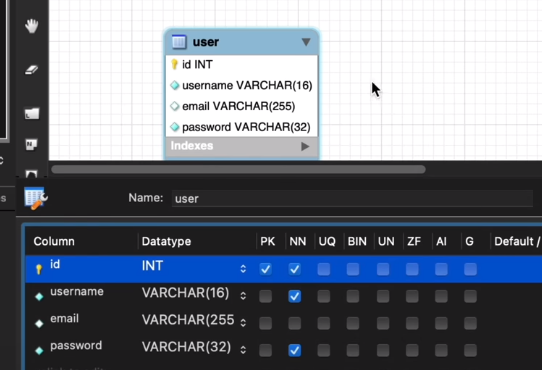 user
id INT
username VARCHAR(16)
email VARCHAR(255)
password VARCHAR(32)
Indexes
Name: user
Column Datatype PK NN UQ BIN UN ZF AI G Default /
id INT
username VARCHAR(16)
email VARCHAR(255
password VARCHAR(32)